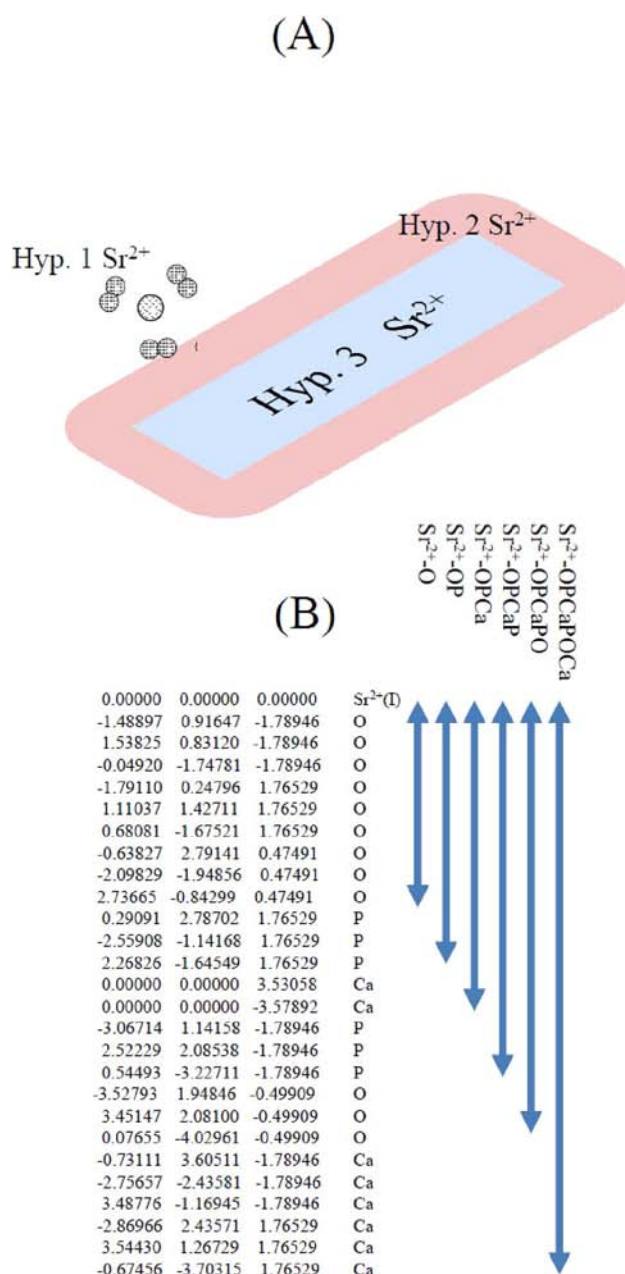 (A)
Hyp. 1 Sr²⁺
Hyp. 2 Sr²⁺
Hyp. 3 Sr²⁺
(B)
Sr²⁺-O
Sr²⁺-OP
Sr²⁺-OPCa
Sr²⁺-OPCaP
Sr²⁺-OPCaPO
Sr²⁺-OPCaPOCa
0.00000 0.00000 0.00000 Sr²⁺(I)
-1.48897 0.91647 -1.78946 O
1.53825 0.83120 -1.78946 O
-0.04920 -1.74781 -1.78946 O
-1.79110 0.24796 1.76529 O
1.11037 1.42711 1.76529 O
0.68081 -1.67521 1.76529 O
-0.63827 2.79141 0.47491 O
-2.09829 -1.94856 0.47491 O
2.73665 -0.84299 0.47491 O
0.29091 2.78702 1.76529 P
-2.55908 -1.14168 1.76529 P
2.26826 -1.64549 1.76529 P
0.00000 0.00000 3.53058 Ca
0.00000 0.00000 -3.57892 Ca
-3.06714 1.14158 -1.78946 P
2.52229 2.08538 -1.78946 P
0.54493 -3.22711 -1.78946 P
-3.52793 1.94846 -0.49909 O
3.45147 2.08100 -0.49909 O
0.07655 -4.02961 -0.49909 O
-0.73111 3.60511 -1.78946 Ca
-2.75657 -2.43581 -1.78946 Ca
3.48776 -1.16945 -1.78946 Ca
-2.86966 2.43571 1.76529 Ca
3.54430 1.26729 1.76529 Ca
-0.67456 -3.70315 1.76529 Ca